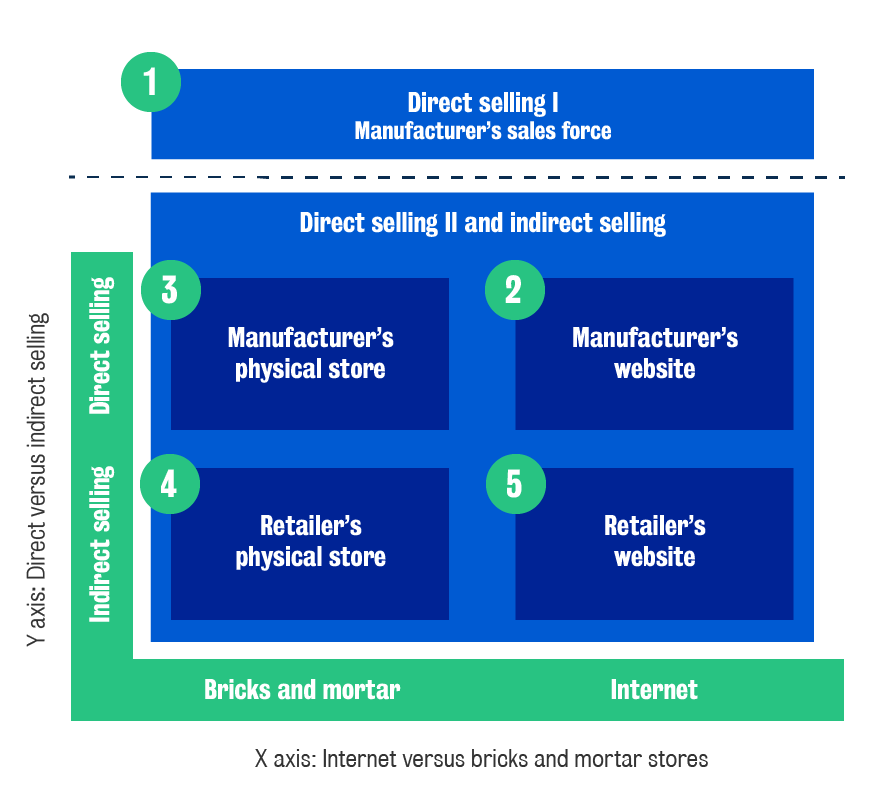 1
Direct selling I
Manufacturer’s sales force
Direct selling II and indirect selling
3
Manufacturer’s
physical store
2
Manufacturer’s
website
4
Retailer’s
physical store
5
Retailer’s
website
Direct selling
Indirect selling
Y axis: Direct versus indirect selling
Bricks and mortar
Internet
X axis: Internet versus bricks and mortar stores